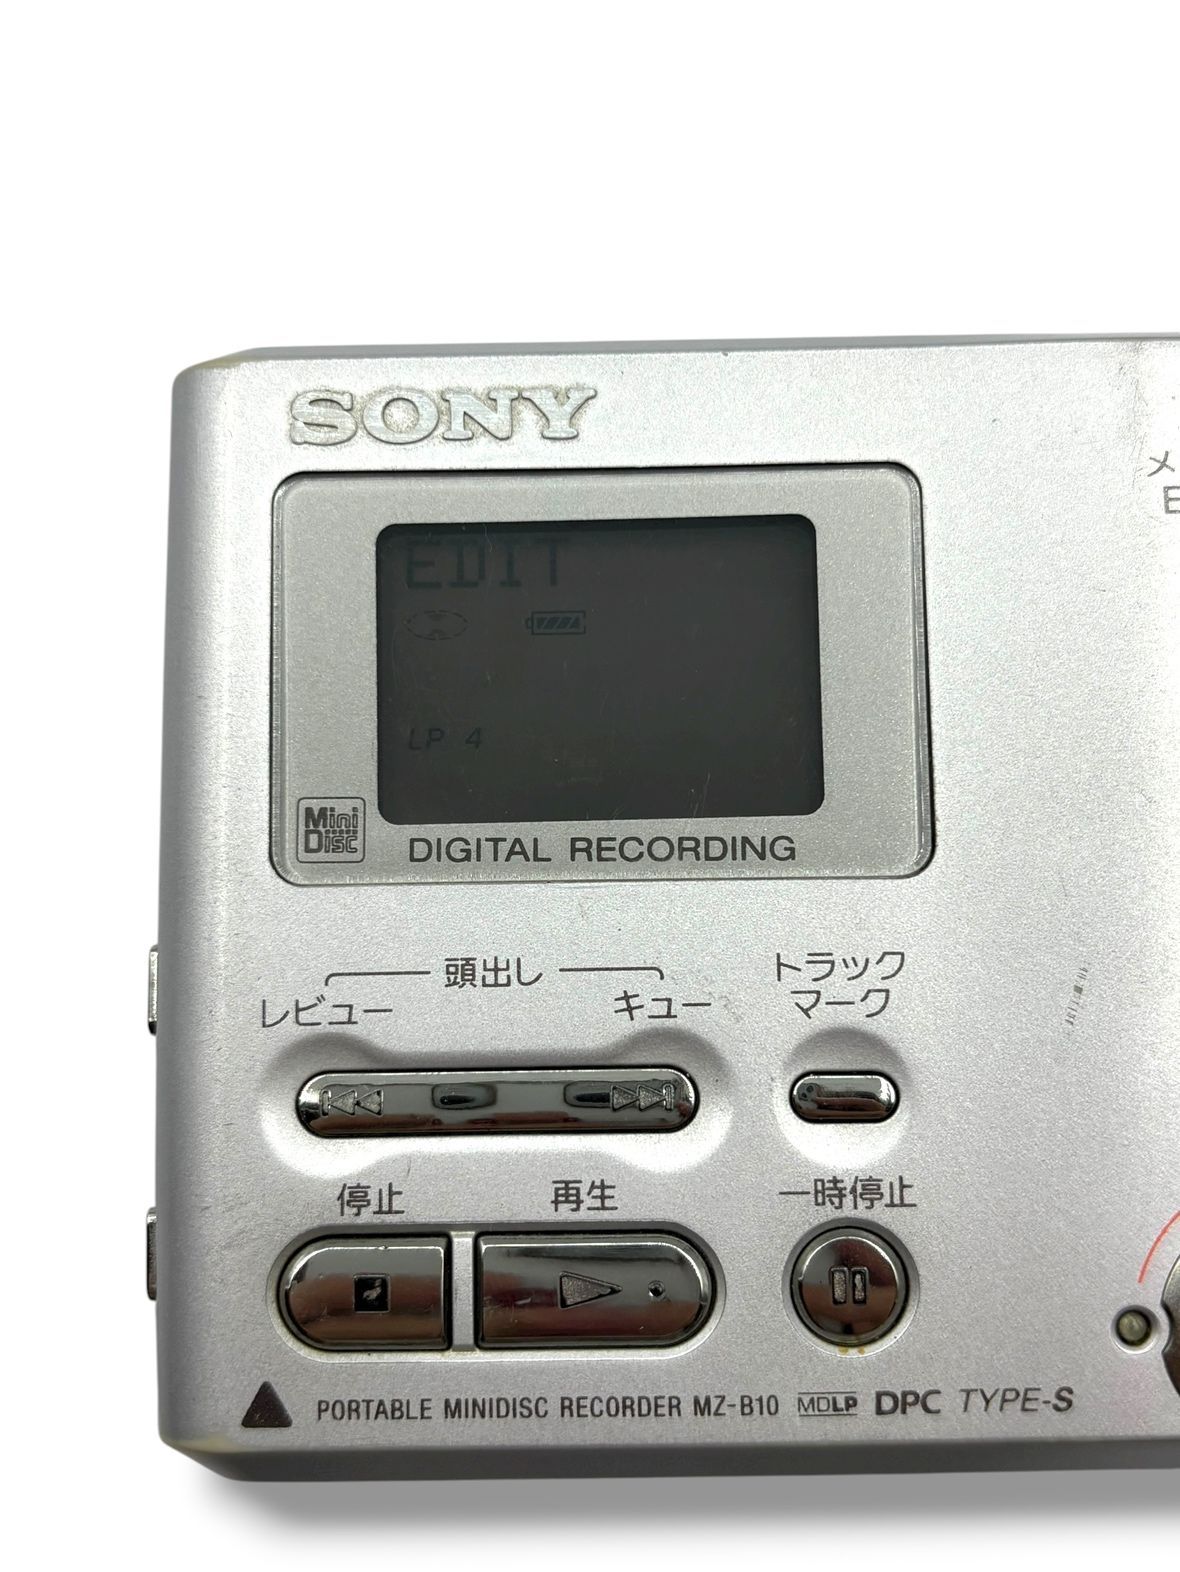 SONY
EDIT
LP 4
Mini
Disc
DIGITAL RECORDING
頭出し
レビュー
キュー
トラック
マーク
停止
再生
一時停止
PORTABLE MINIDISC RECORDER MZ-B10 MDLP DPC TYPE-S